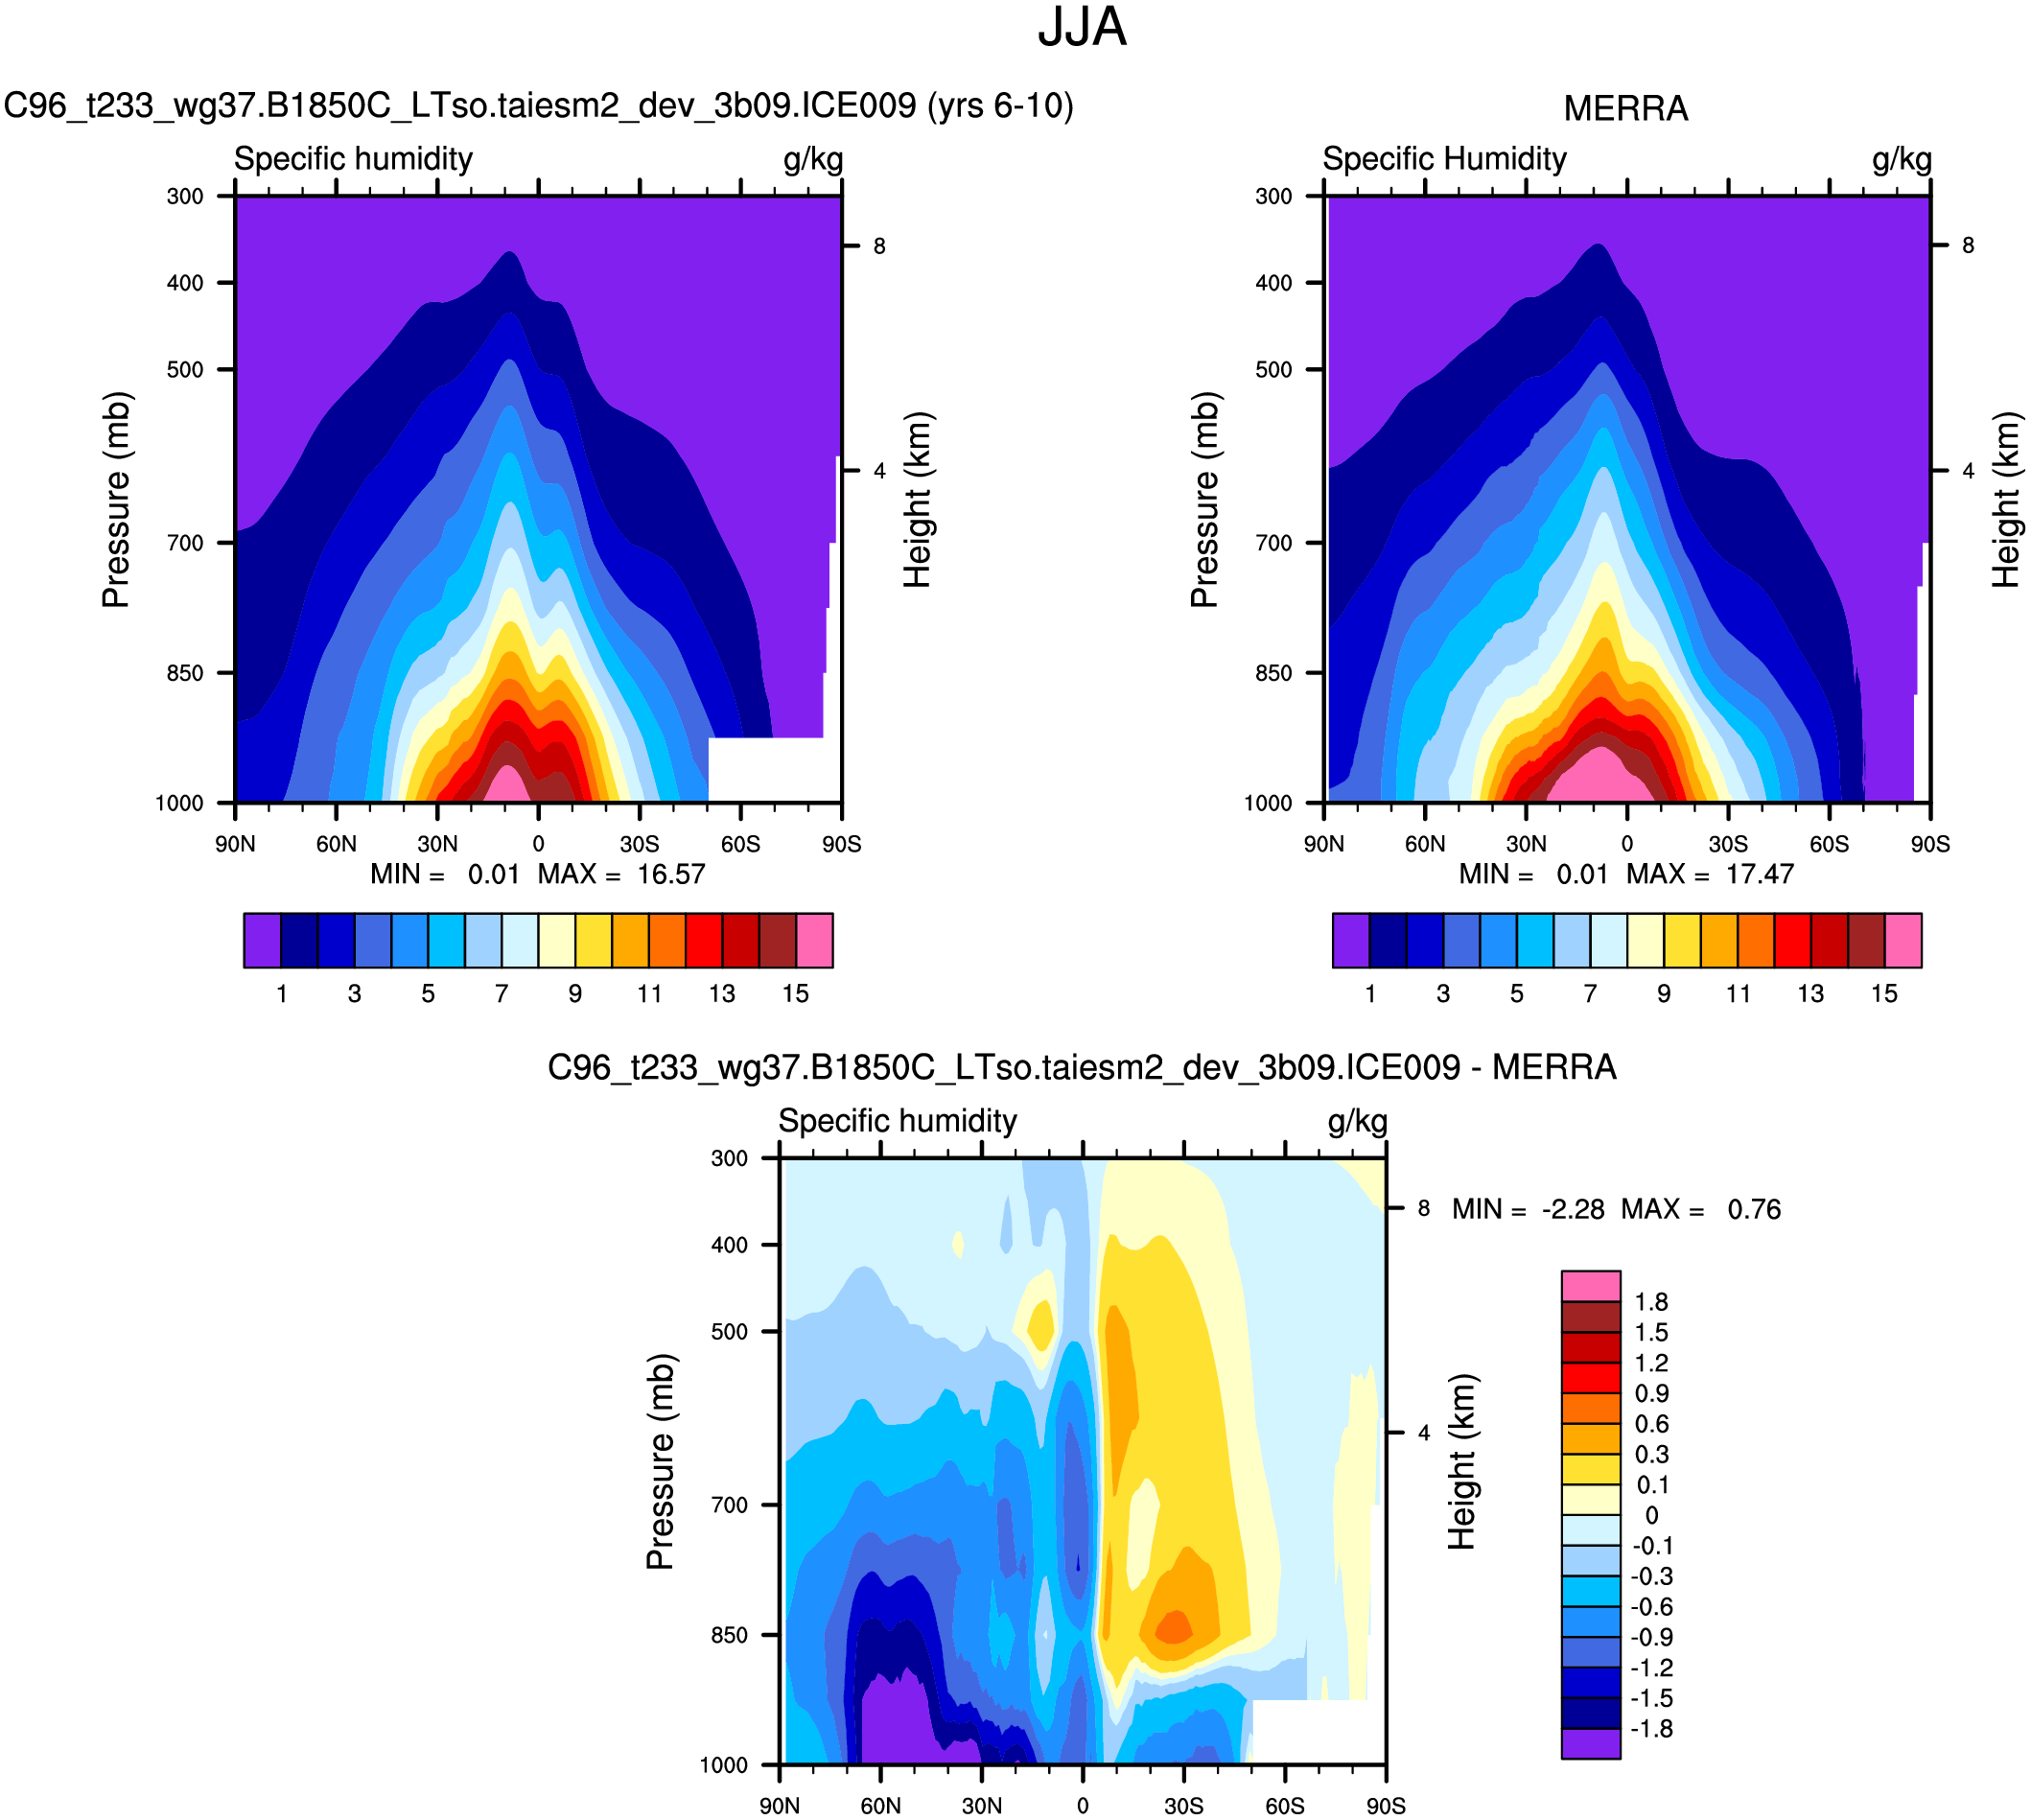 JJA
C96_t233_wg37.B1850C_LTso.taiesm2_dev_3b09.ICE009 (yrs 6-10)
Specific humidity g/kg
300
400
500
700
850
1000
Pressure (mb)
8
4
Height (km)
90N 60N 30N 0 30S 60S 90S
MIN = 0.01 MAX = 16.57
1 3 5 7 9 11 13 15
MERRA
Specific Humidity g/kg
300
400
500
700
850
1000
Pressure (mb)
8
4
Height (km)
90N 60N 30N 0 30S 60S 90S
MIN = 0.01 MAX = 17.47
1 3 5 7 9 11 13 15
C96_t233_wg37.B1850C_LTso.taiesm2_dev_3b09.ICE009 - MERRA
Specific humidity g/kg
300
400
500
700
850
1000
Pressure (mb)
8
4
Height (km)
90N 60N 30N 0 30S 60S 90S
MIN = -2.28 MAX = 0.76
1.8
1.5
1.2
0.9
0.6
0.3
0.1
0
-0.1
-0.3
-0.6
-0.9
-1.2
-1.5
-1.8